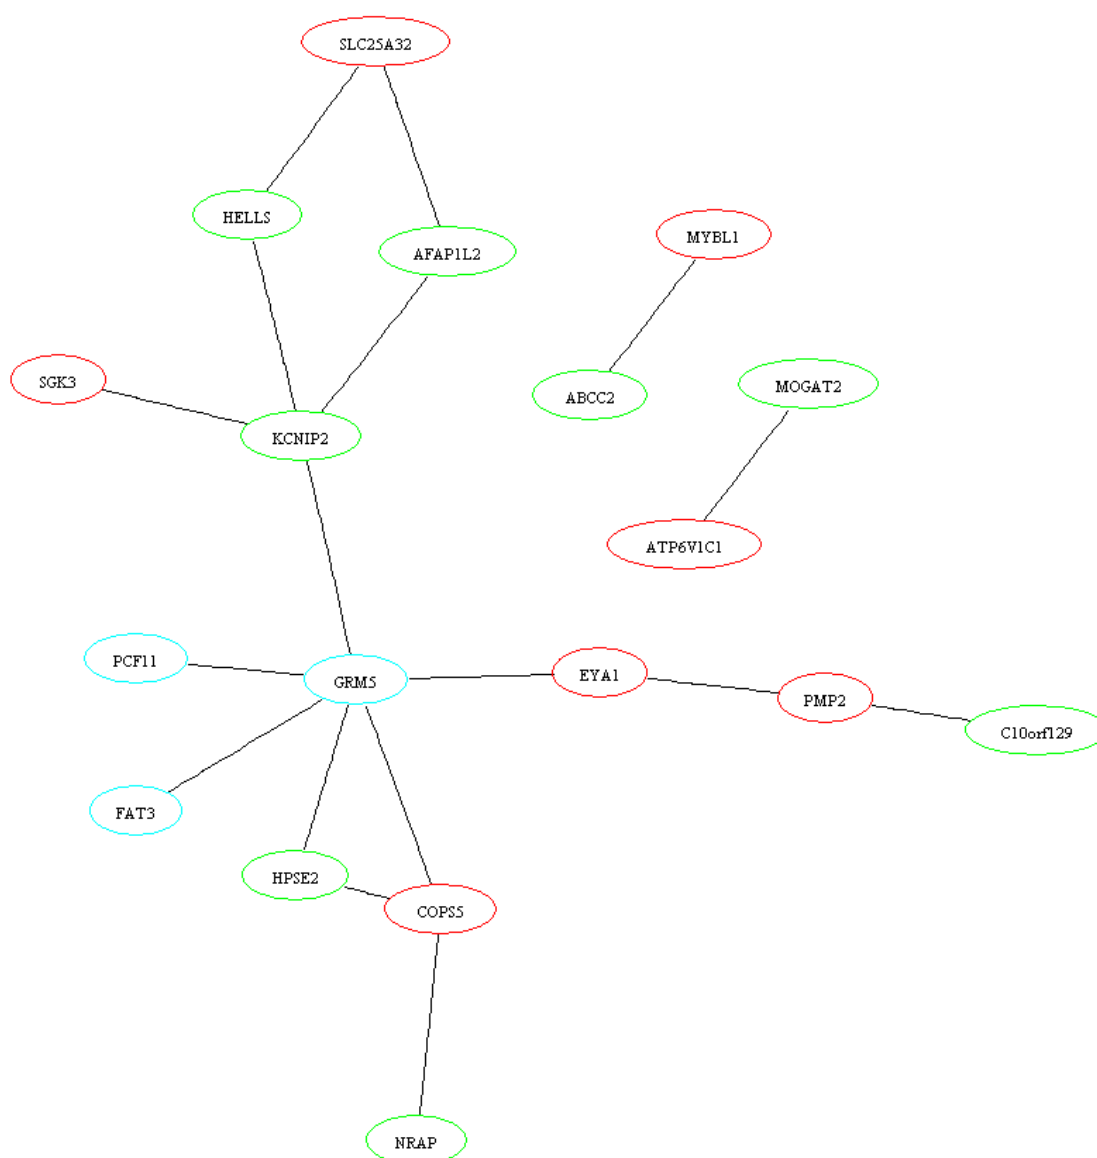 SLC25A32
HELLS
MYBL1
AFAP1L2
SGK3
MOGAT2
ABCC2
KCNIP2
ATP6V1C1
PCF11
GRM5
EYA1
PMP2
C10orf129
FAT3
HPSE2
COPS5
NRAP